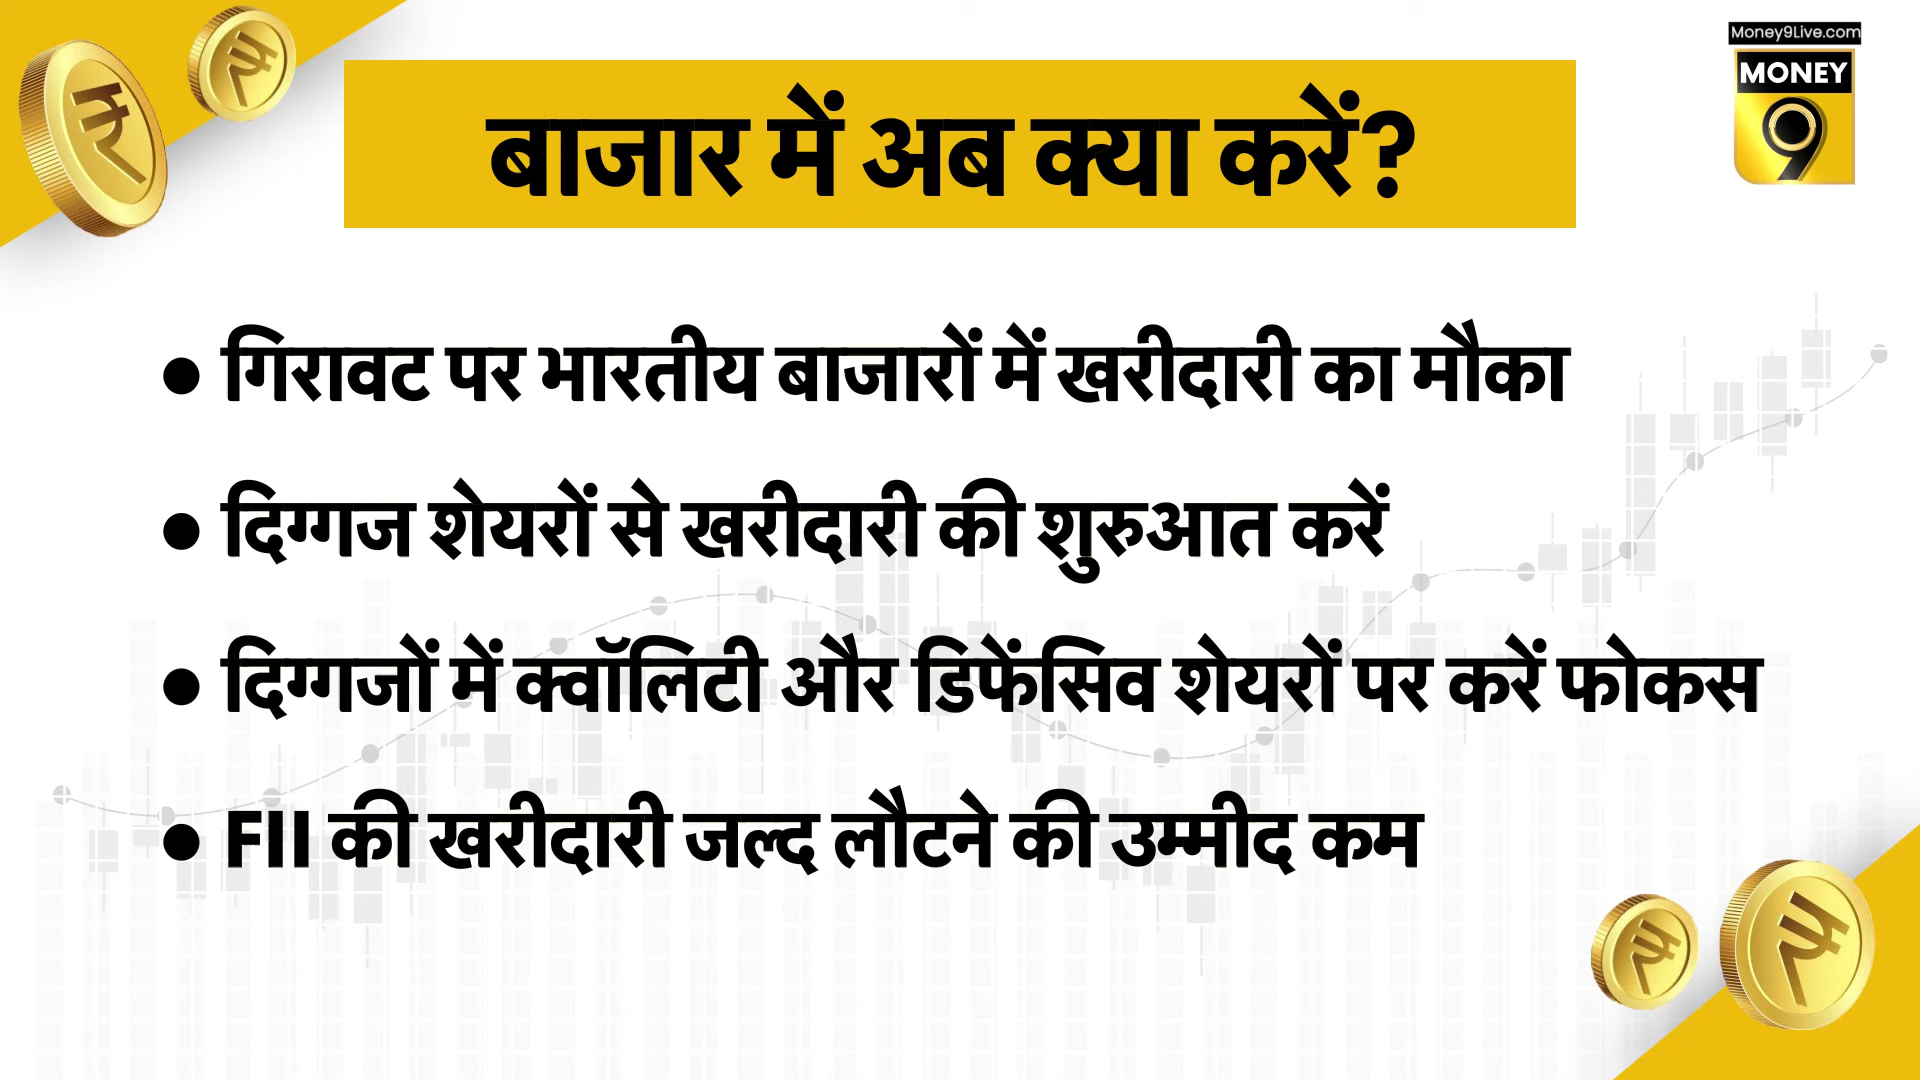 Money9Live.com
MONEY
9
बाजार में अब क्या करें?
• गिरावट पर भारतीय बाजारों में खरीदारी का मौका
• दिग्गज शेयरों से खरीदारी की शुरुआत करें
• दिग्गजों में क्वॉलिटी और डिफेंसिव शेयरों पर करें फोकस
• FII की खरीदारी जल्द लौटने की उम्मीद कम